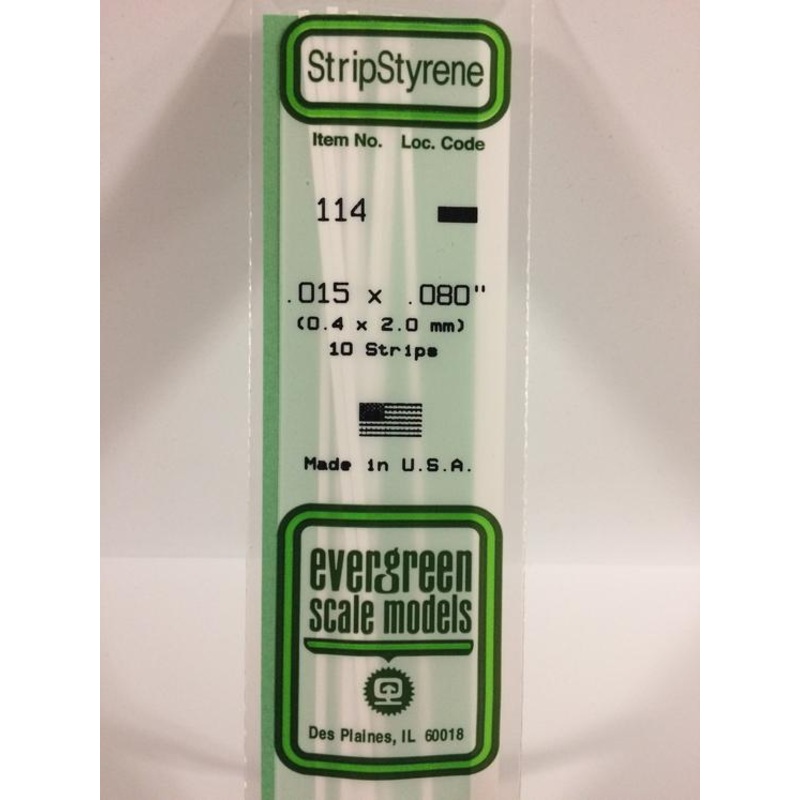 StripStyrene
Item No. Loc. Code
114
.015 x .080"
(0.4 x 2.0 mm)
10 Strips
Made in U.S.A.
evergreen
scale models
Des Plaines, IL 60018